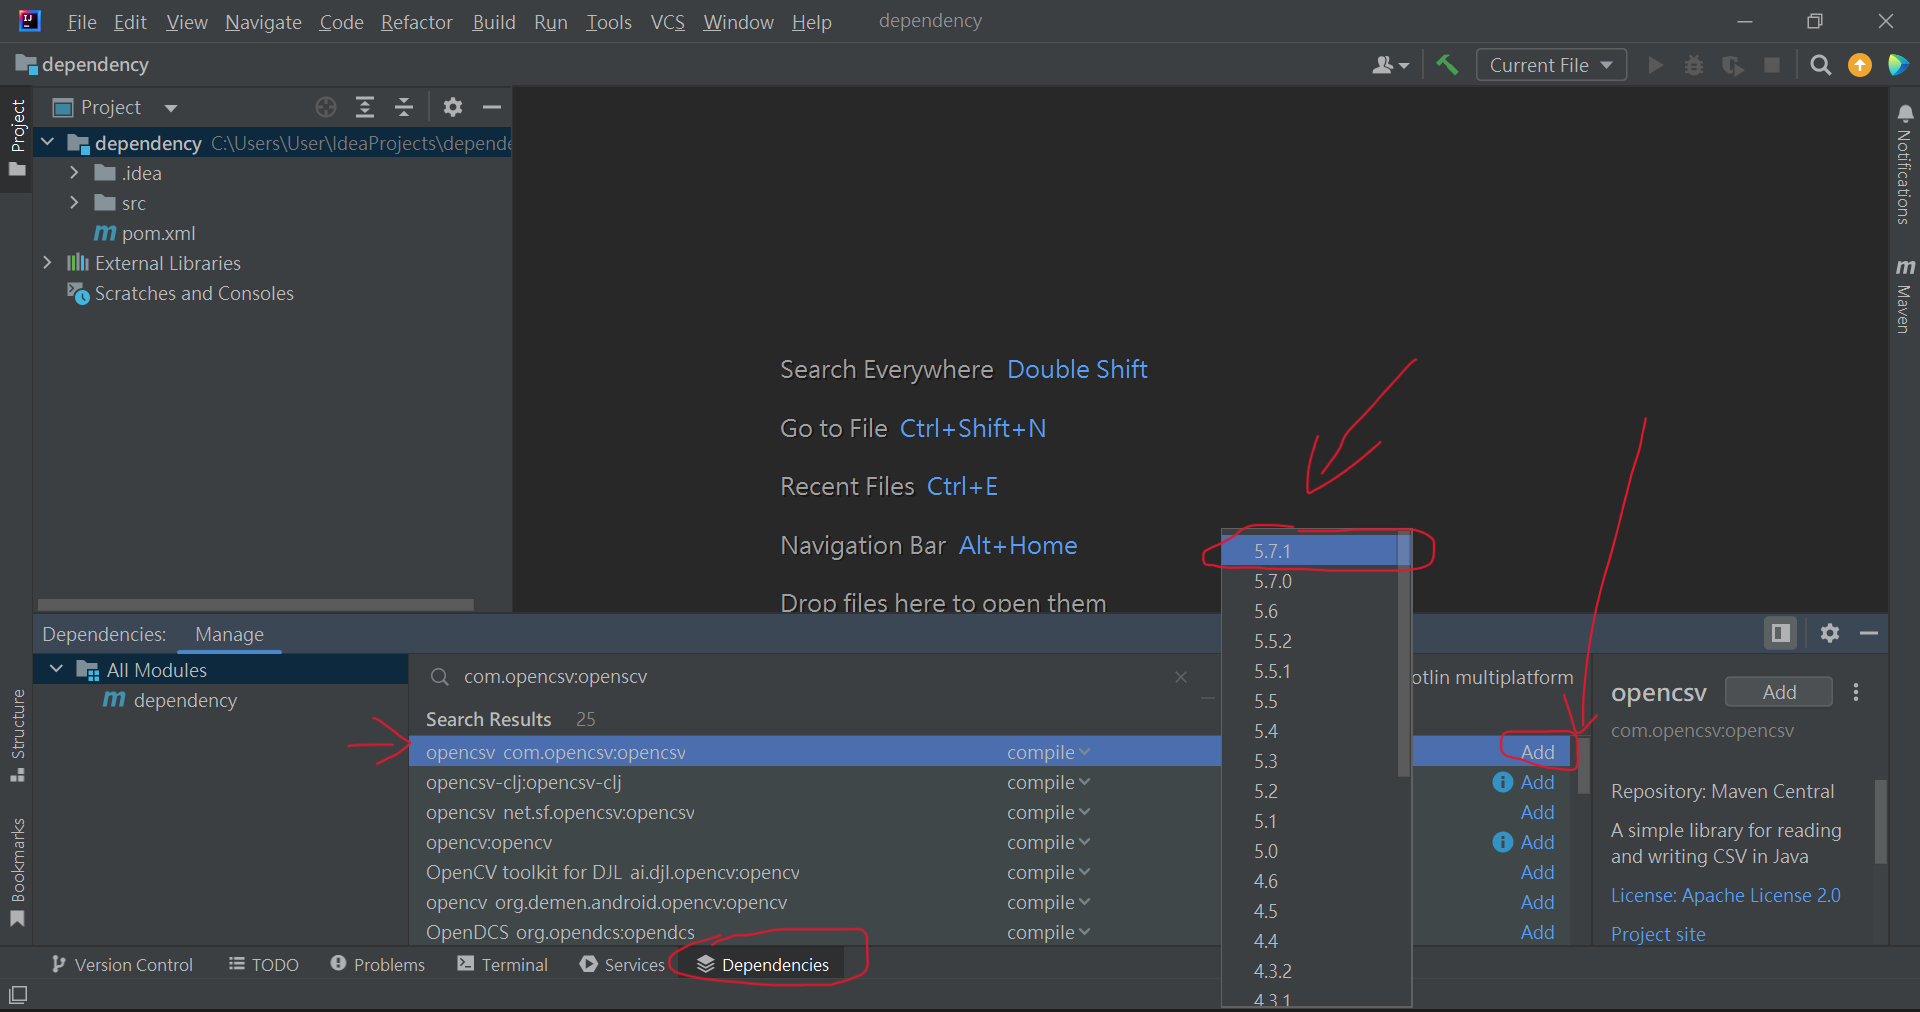 File Edit View Navigate Code Refactor Build Run Tools VCS Window Help dependency
dependency
Current File
Project
Project
dependency C:\Users\User\IdeaProjects\depende
.idea
src
pom.xml
External Libraries
Scratches and Consoles
Notifications
Maven
Search Everywhere Double Shift
Go to File Ctrl+Shift+N
Recent Files Ctrl+E
Navigation Bar Alt+Home
Drop files here to open them
Dependencies: Manage
All Modules
dependency
Structure
Bookmarks
com.opencsv:openscv
otlin multiplatform
Search Results 25
opencsv com.opencsv:opencsv compile Add
opencsv-clj:opencsv-clj compile Add
opencsv net.sf.opencsv:opencsv compile Add
opencv:opencv compile Add
OpenCV toolkit for DJL ai.djl.opencv:opencv compile Add
opencv org.demen.android.opencv:opencv compile Add
OpenDCS org.opendcs:opendcs compile Add
5.7.1
5.7.0
5.6
5.5.2
5.5.1
5.5
5.4
5.3
5.2
5.1
5.0
4.6
4.5
4.4
4.3.2
4.3.1
opencsv Add
com.opencsv:opencsv
Repository: Maven Central
A simple library for reading
and writing CSV in Java
License: Apache License 2.0
Project site
Version Control TODO Problems Terminal Services Dependencies